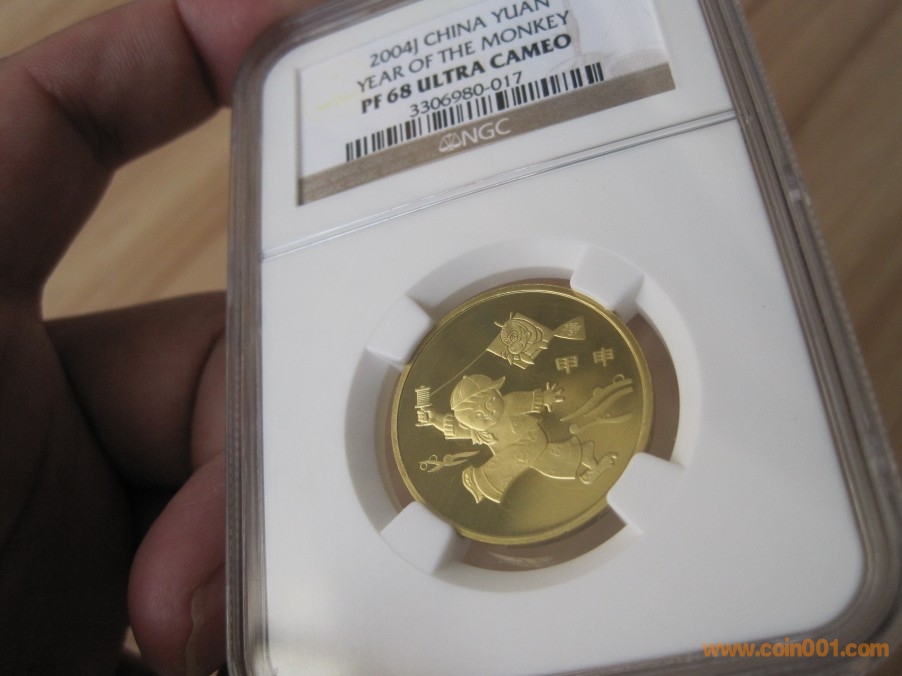 2004J CHINA YUAN
YEAR OF THE MONKEY
PF 68 ULTRA CAMEO
3306980-017
NGC
甲申
www.coin001.com